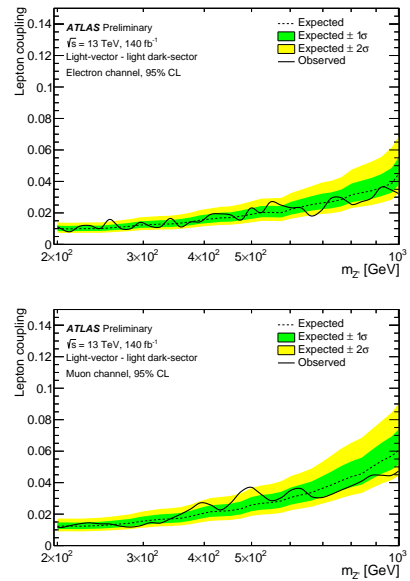 Lepton coupling
0.14
0.12
0.1
0.08
0.06
0.04
0.02
0
ATLAS Preliminary
√s = 13 TeV, 140 fb⁻¹
Light-vector - light dark-sector
Electron channel, 95% CL
Expected
Expected ± 1σ
Expected ± 2σ
Observed
2×10² 3×10² 4×10² 5×10² 10³
m_Z' [GeV]
Lepton coupling
0.14
0.12
0.1
0.08
0.06
0.04
0.02
0
ATLAS Preliminary
√s = 13 TeV, 140 fb⁻¹
Light-vector - light dark-sector
Muon channel, 95% CL
Expected
Expected ± 1σ
Expected ± 2σ
Observed
2×10² 3×10² 4×10² 5×10² 10³
m_Z' [GeV]